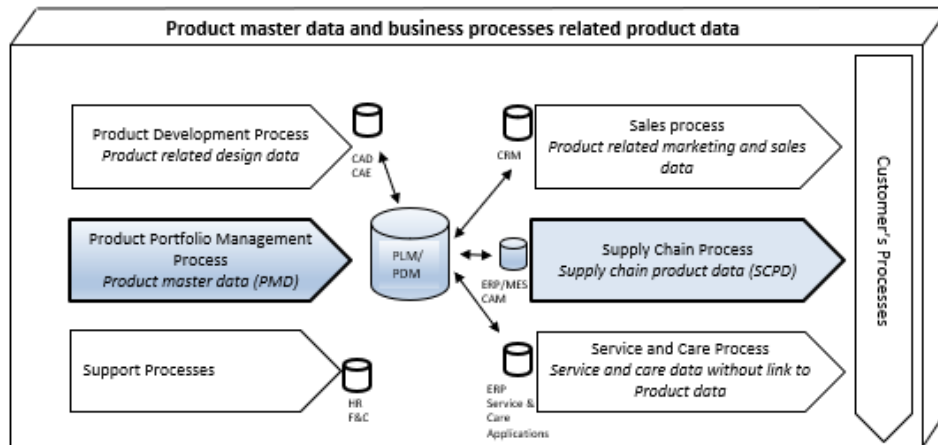 Product master data and business processes related product data
Product Development Process
Product related design data
CAD
CAE
CRM
Sales process
Product related marketing and sales
data
Product Portfolio Management
Process
Product master data (PMD)
PLM/
PDM
ERP/MES
CAM
Supply Chain Process
Supply chain product data (SCPD)
Support Processes
HR
F&C
ERP
Service &
Care
Applications
Service and Care Process
Service and care data without link to
Product data
Customer's Processes